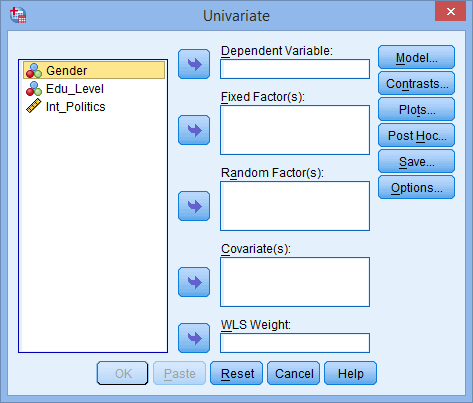 Univariate
Gender
Edu_Level
Int_Politics
Dependent Variable:
Fixed Factor(s):
Random Factor(s):
Covariate(s):
WLS Weight:
Model...
Contrasts...
Plots...
Post Hoc...
Save...
Options...
OK
Paste
Reset
Cancel
Help